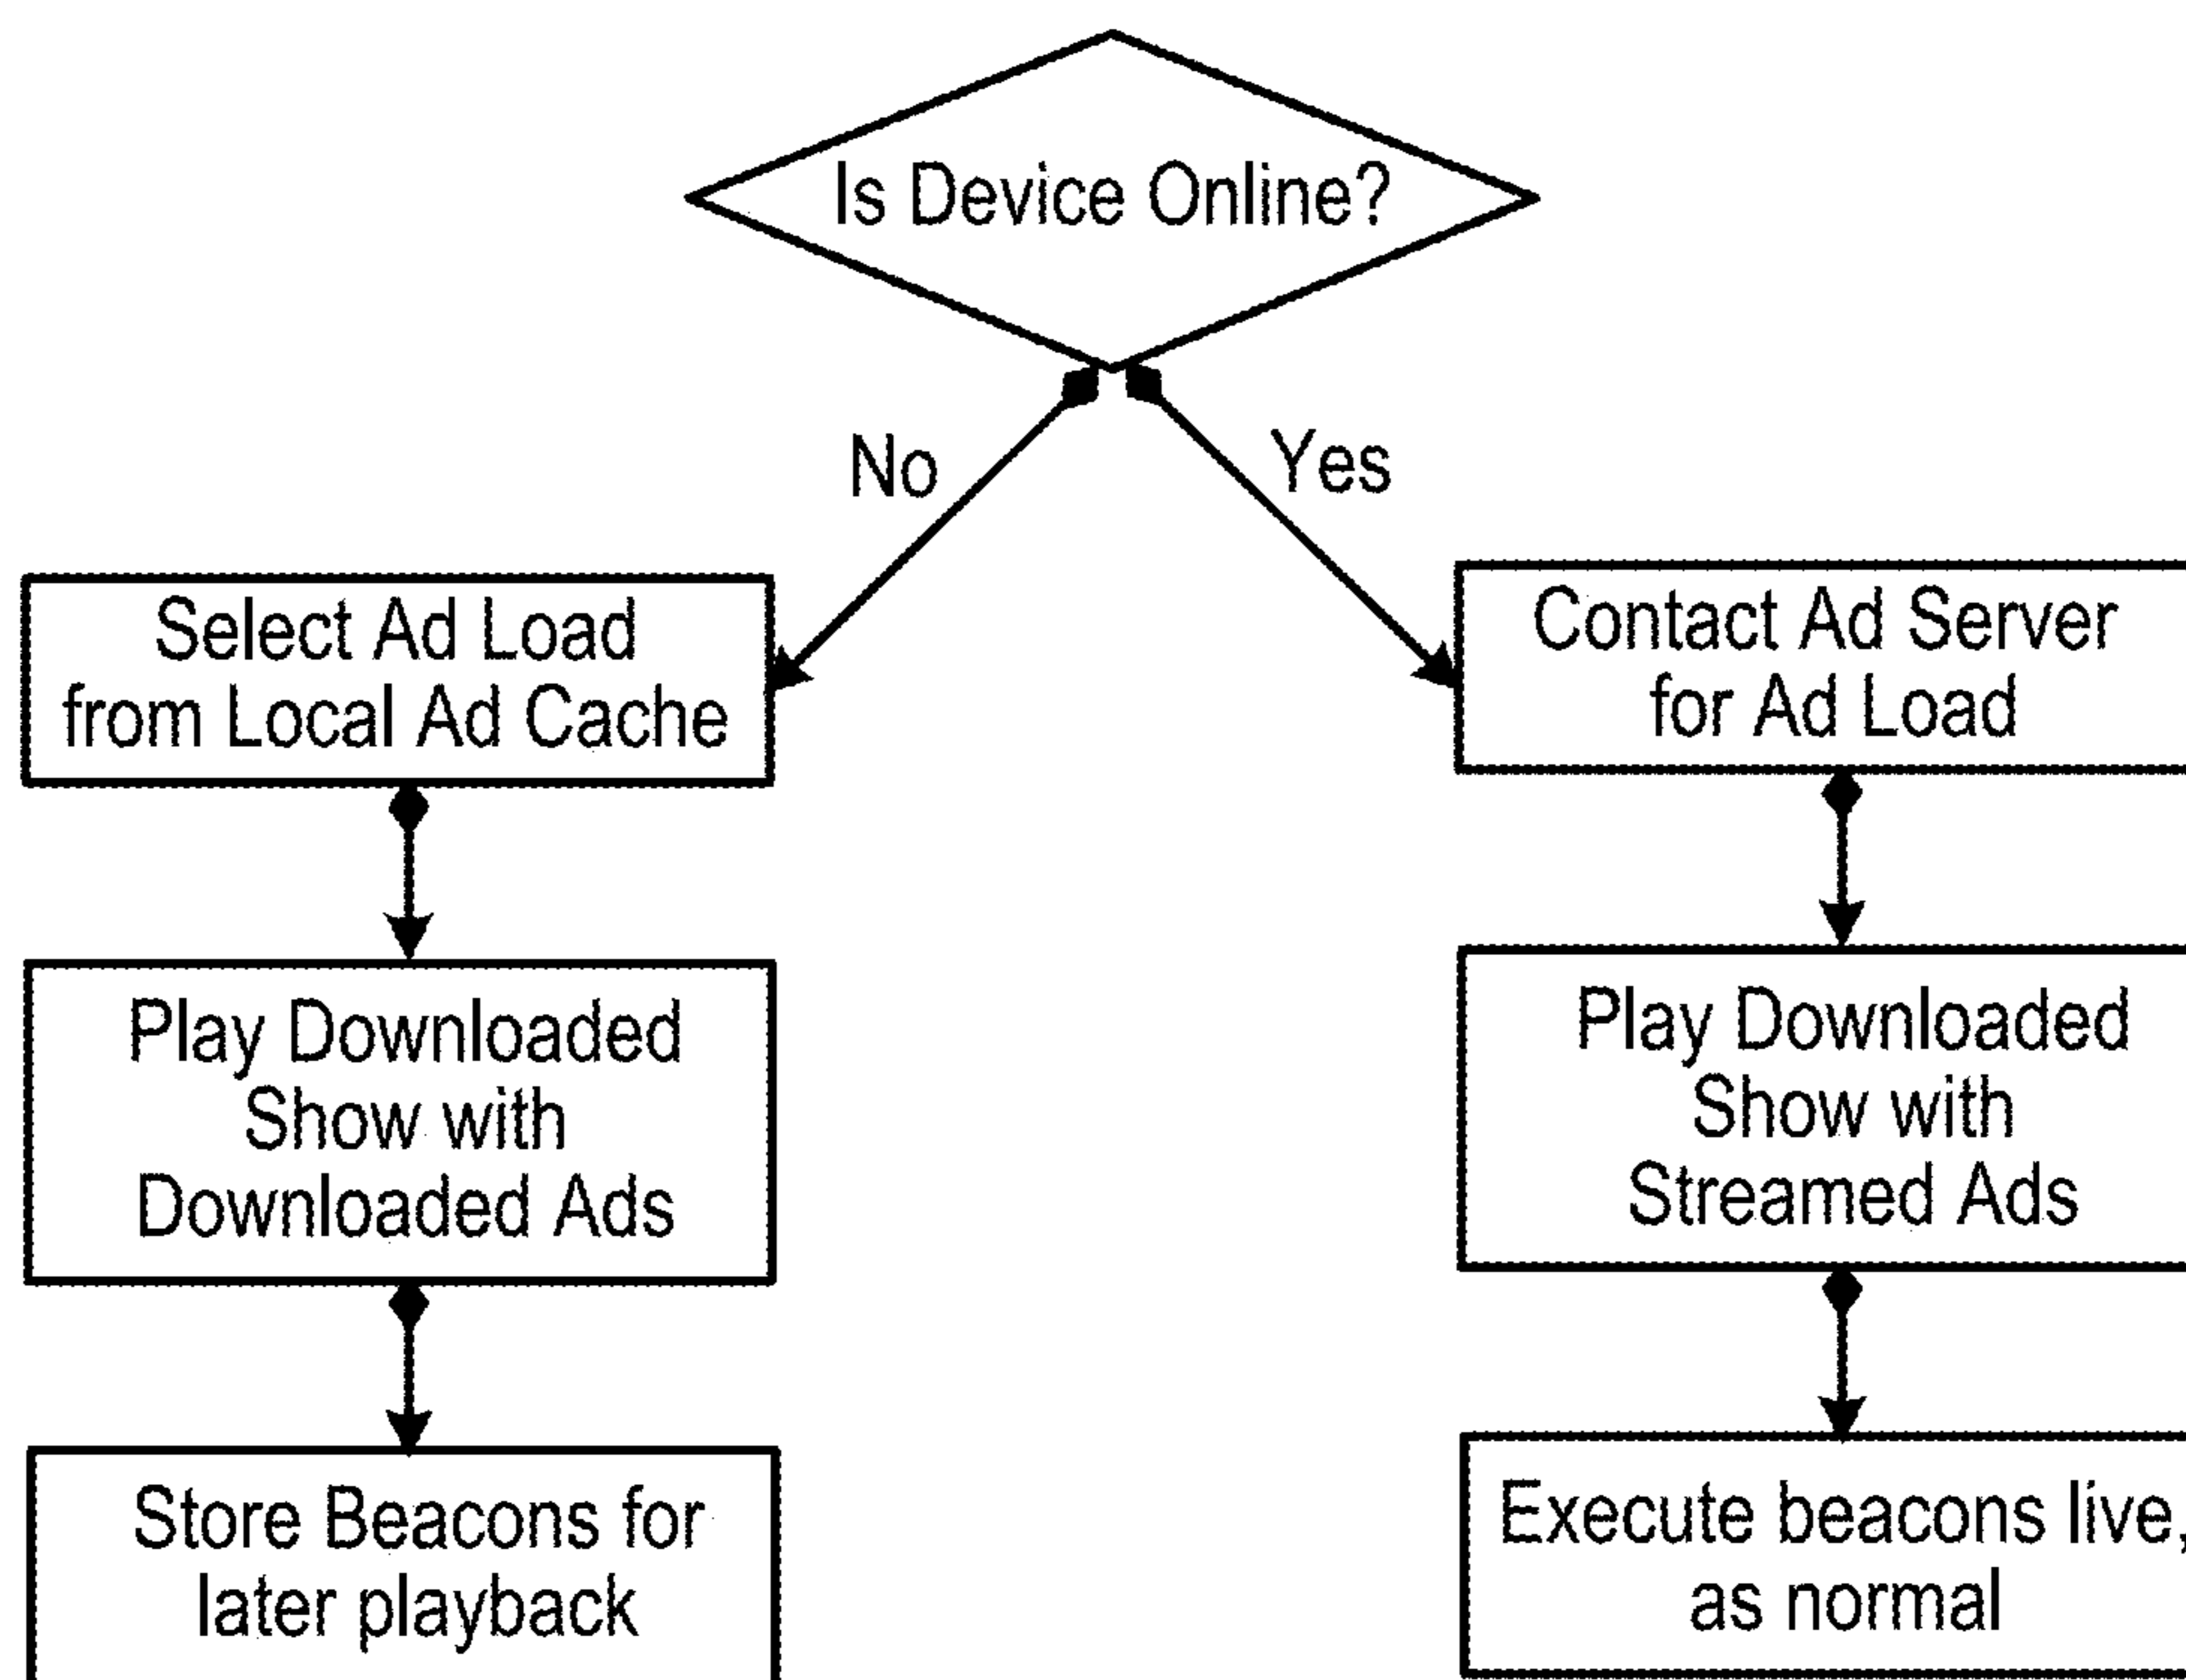 Is Device Online?
No
Yes
Select Ad Load
from Local Ad Cache
Contact Ad Server
for Ad Load
Play Downloaded
Show with
Downloaded Ads
Play Downloaded
Show with
Streamed Ads
Store Beacons for
later playback
Execute beacons live,
as normal